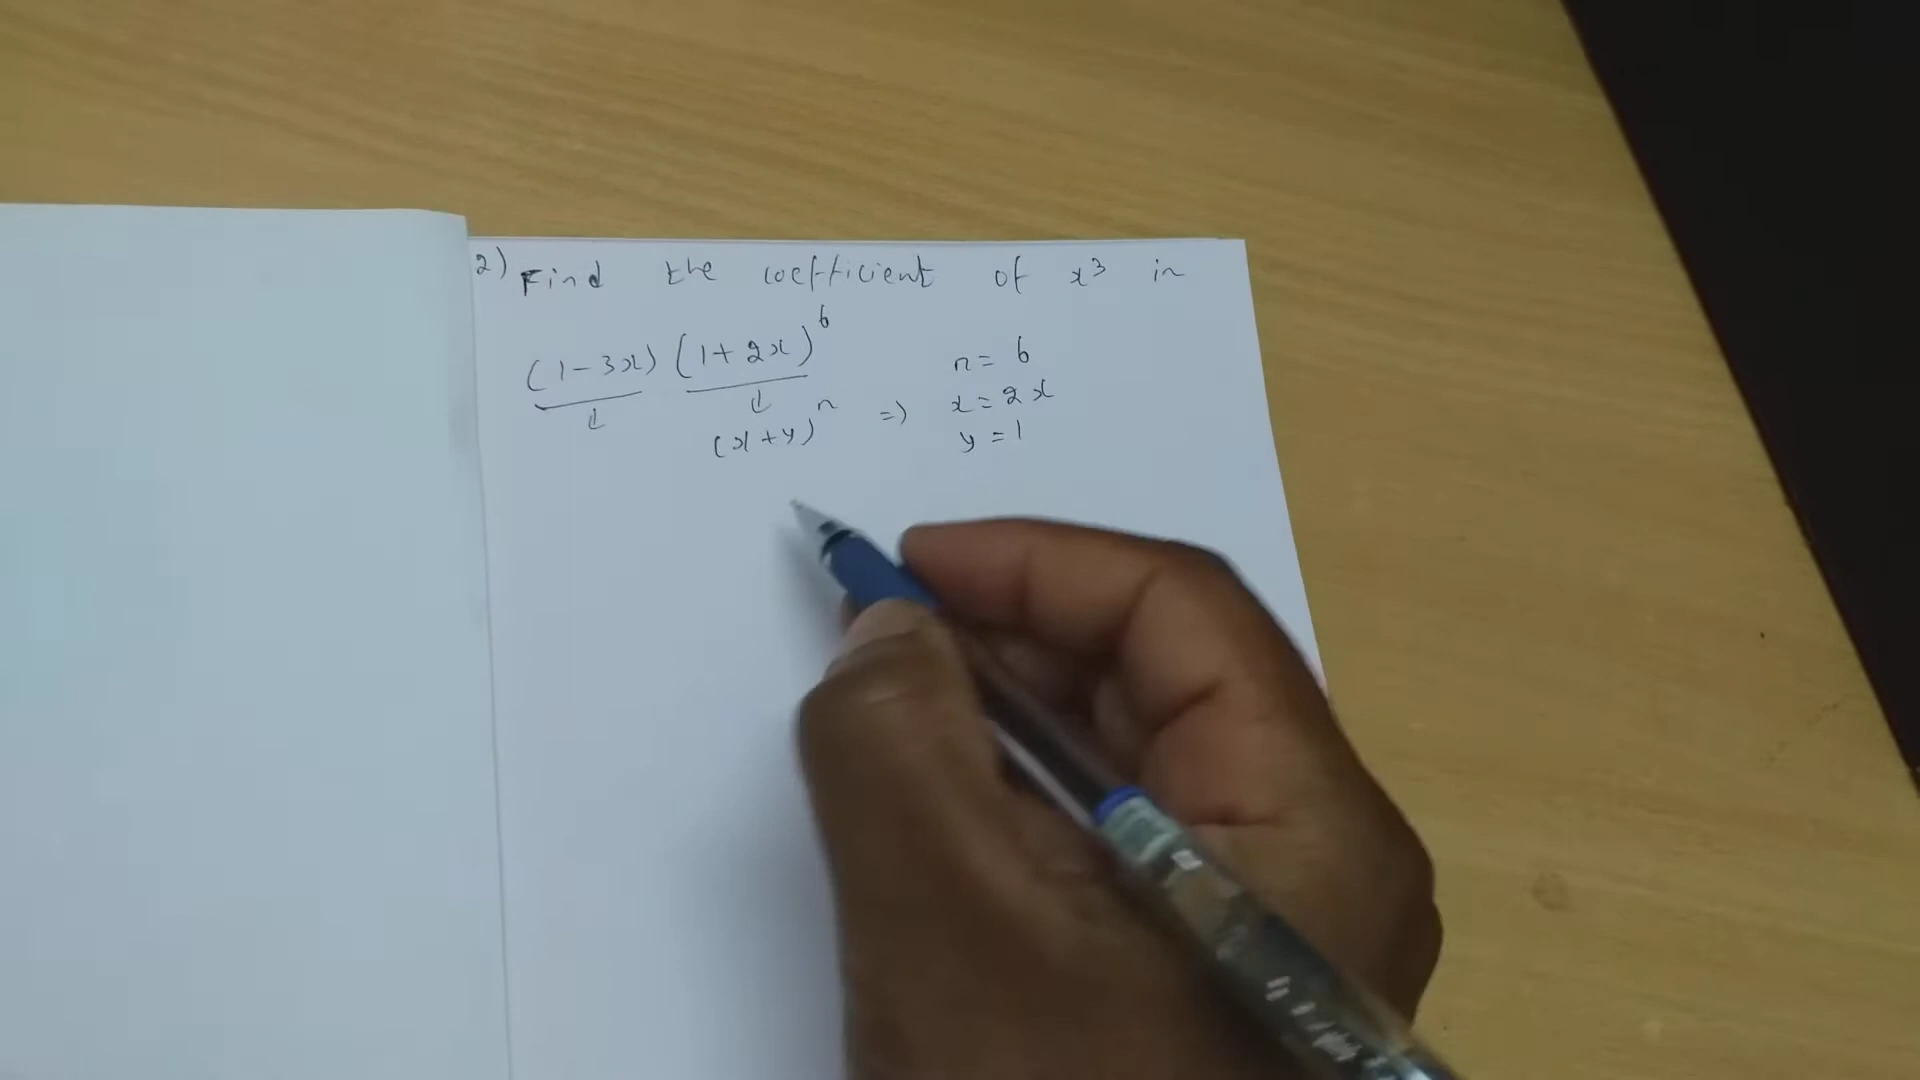 2) Find the coefficient of x³ in
(1-3x) (1+2x)⁶
n = 6
x = 2x
↓ ↓
(x+y)ⁿ =>
y = 1